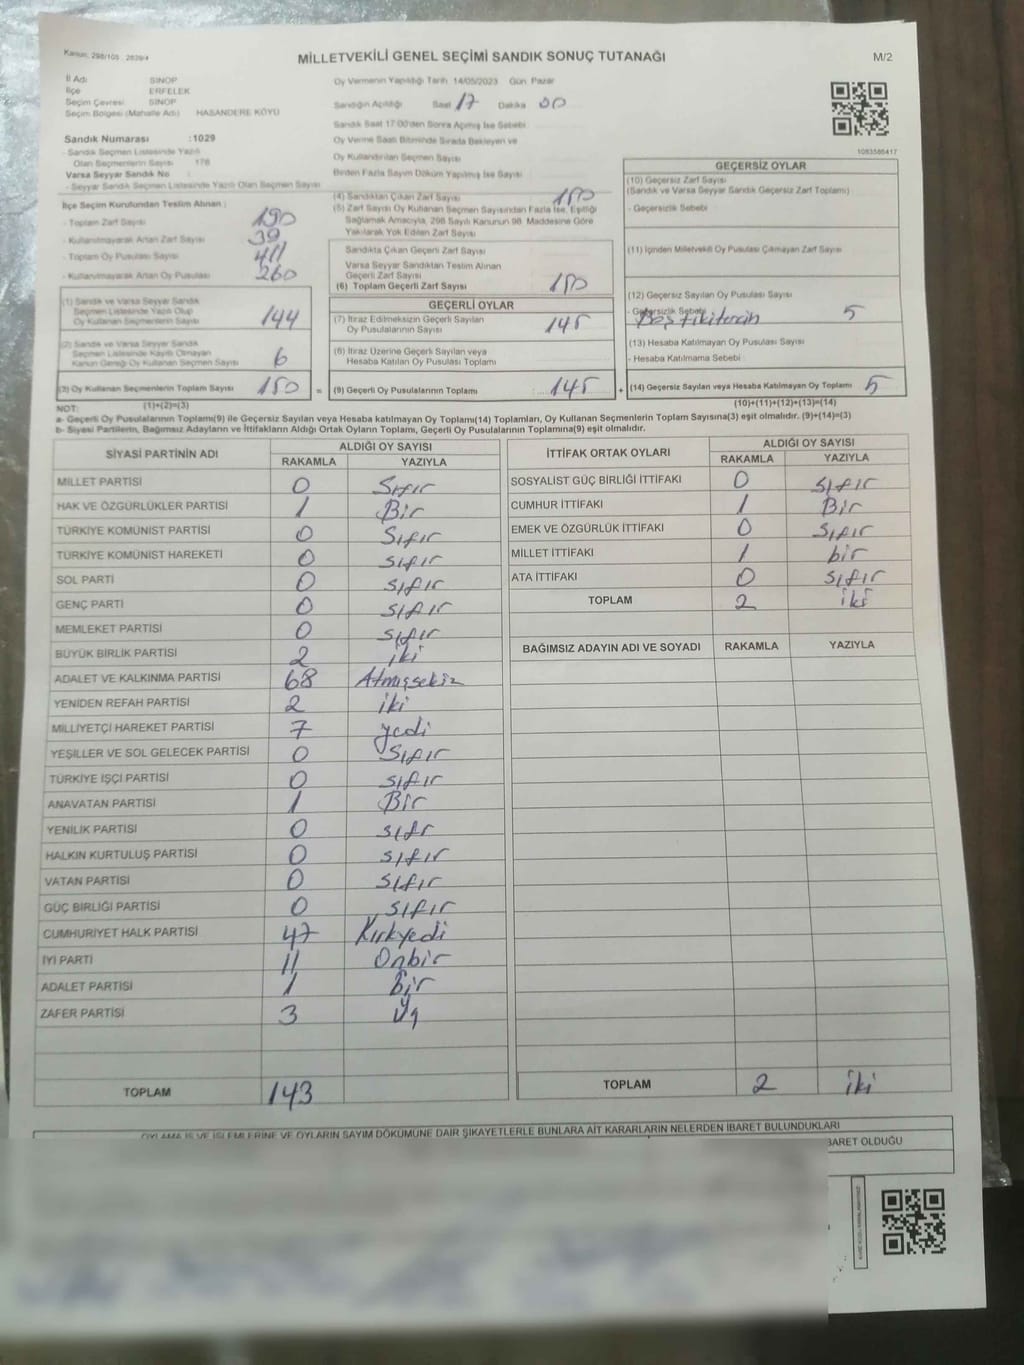 Kanun: 298/105
MİLLETVEKİLİ GENEL SEÇİMİ SANDIK SONUÇ TUTANAĞI
M/2
İl Adı SİNOP
İlçe ERFELEK
Seçim Çevresi SİNOP
Seçim Bölgesi (Mahalle Adı) HASANDERE KÖYÜ
Oy Vermenin Yapıldığı Tarih 14/05/2023 Gün Pazar
Sandığın Açıldığı Saat 17 Dakika 00
Sandık Saat 17:00'den Sonra Açılmış İse Sebebi
Oy Verme Saati Bitiminde Sırada Bekleyen ve
Oy Kullandırılan Seçmen Sayısı
Birden Fazla Sayım Döküm Yapılmış İse Sayısı
Sandık Numarası :1029
- Sandık Seçmen Listesinde Yazılı
Olan Seçmenlerin Sayısı : 178
Varsa Seyyar Sandık No :
- Seyyar Sandık Seçmen Listesinde Yazılı Olan Seçmen Sayısı
İlçe Seçim Kurulundan Teslim Alınan :
- Toplam Zarf Sayısı 190
- Kullanılmayarak Artan Zarf Sayısı 39
- Toplam Oy Pusulası Sayısı 411
- Kullanılmayarak Artan Oy Pusulası 260
(1) Sandık ve Varsa Seyyar Sandık
Seçmen Listesinde Yazılı Olup
Oy Kullanan Seçmenlerin Sayısı 144
(2) Sandık ve Varsa Seyyar Sandık
Seçmen Listesinde Kayıtlı Olmayan
Kanun Gereği Oy Kullanan Seçmen Sayısı 6
(3) Oy Kullanan Seçmenlerin Toplam Sayısı 150 =
(1)+(2)=(3)
(4) Sandıktan Çıkan Zarf Sayısı 150
(5) Zarf Sayısı Oy Kullanan Seçmen Sayısından Fazla İse, Eşitliği
Sağlamak Amacıyla, 298 Sayılı Kanunun 98. Maddesine Göre
Yakılarak Yok Edilen Zarf Sayısı
Sandıkta Çıkan Geçerli Zarf Sayısı
Varsa Seyyar Sandıktan Teslim Alınan
Geçerli Zarf Sayısı
(6) Toplam Geçerli Zarf Sayısı 150
GEÇERLİ OYLAR
(7) İtiraz Edilmeksizin Geçerli Sayılan
Oy Pusulalarının Sayısı 145
(8) İtiraz Üzerine Geçerli Sayılan veya
Hesaba Katılan Oy Pusulası Toplamı
(9) Geçerli Oy Pusulalarının Toplamı 145 +
1083586417
GEÇERSİZ OYLAR
(10) Geçersiz Zarf Sayısı
(Sandık ve Varsa Seyyar Sandık Geçersiz Zarf Toplamı)
- Geçersizlik Sebebi
(11) İçinden Milletvekili Oy Pusulası Çıkmayan Zarf Sayısı
(12) Geçersiz Sayılan Oy Pusulası Sayısı
- Geçersizlik Sebebi 5
(13) Hesaba Katılmayan Oy Pusulası Sayısı
- Hesaba Katılmama Sebebi
(14) Geçersiz Sayılan veya Hesaba Katılmayan Oy Toplamı 5
(10)+(11)+(12)+(13)=(14)
NOT:
a- Geçerli Oy Pusulalarının Toplamı(9) ile Geçersiz Sayılan veya Hesaba katılmayan Oy Toplamı(14) Toplamları, Oy Kullanan Seçmenlerin Toplam Sayısına(3) eşit olmalıdır. (9)+(14)=(3)
b- Siyasi Partilerin, Bağımsız Adayların ve İttifakların Aldığı Ortak Oyların Toplamı, Geçerli Oy Pusulalarının Toplamına(9) eşit olmalıdır.
SİYASİ PARTİNİN ADI ALDIĞI OY SAYISI
RAKAMLA YAZIYLA
MİLLET PARTİSİ 0 Sıfır
HAK VE ÖZGÜRLÜKLER PARTİSİ 1 Bir
TÜRKİYE KOMÜNİST PARTİSİ 0 Sıfır
TÜRKİYE KOMÜNİST HAREKETİ 0 sıfır
SOL PARTİ 0 sıfır
GENÇ PARTİ 0 sıfır
MEMLEKET PARTİSİ 0 sıfır
BÜYÜK BİRLİK PARTİSİ 2 iki
ADALET VE KALKINMA PARTİSİ 68 Atmışsekiz
YENİDEN REFAH PARTİSİ 2 iki
MİLLİYETÇİ HAREKET PARTİSİ 7 yedi
YEŞİLLER VE SOL GELECEK PARTİSİ 0 Sıfır
TÜRKİYE İŞÇİ PARTİSİ 0 sıfır
ANAVATAN PARTİSİ 1 Bir
YENİLİK PARTİSİ 0 sıfr
HALKIN KURTULUŞ PARTİSİ 0 sıfır
VATAN PARTİSİ 0 sıfır
GÜÇ BİRLİĞİ PARTİSİ 0 sıfır
CUMHURİYET HALK PARTİSİ 47 Kırkyedi
İYİ PARTİ 11 Onbir
ADALET PARTİSİ 1 Bir
ZAFER PARTİSİ 3 Üç
TOPLAM 143
İTTİFAK ORTAK OYLARI ALDIĞI OY SAYISI
RAKAMLA YAZIYLA
SOSYALİST GÜÇ BİRLİĞİ İTTİFAKI 0 sıfır
CUMHUR İTTİFAKI 1 Bir
EMEK VE ÖZGÜRLÜK İTTİFAKI 0 sıfır
MİLLET İTTİFAKI 1 bir
ATA İTTİFAKI 0 sıfır
TOPLAM 2 iki
BAĞIMSIZ ADAYIN ADI VE SOYADI RAKAMLA YAZIYLA
TOPLAM 2 iki
OYLAMA İŞ VE İŞLEMLERİNE VE OYLARIN SAYIM DÖKÜMÜNE DAİR ŞİKAYETLERLE BUNLARA AİT KARARLARIN NELERDEN İBARET BULUNDUKLARI
İBARET OLDUĞU